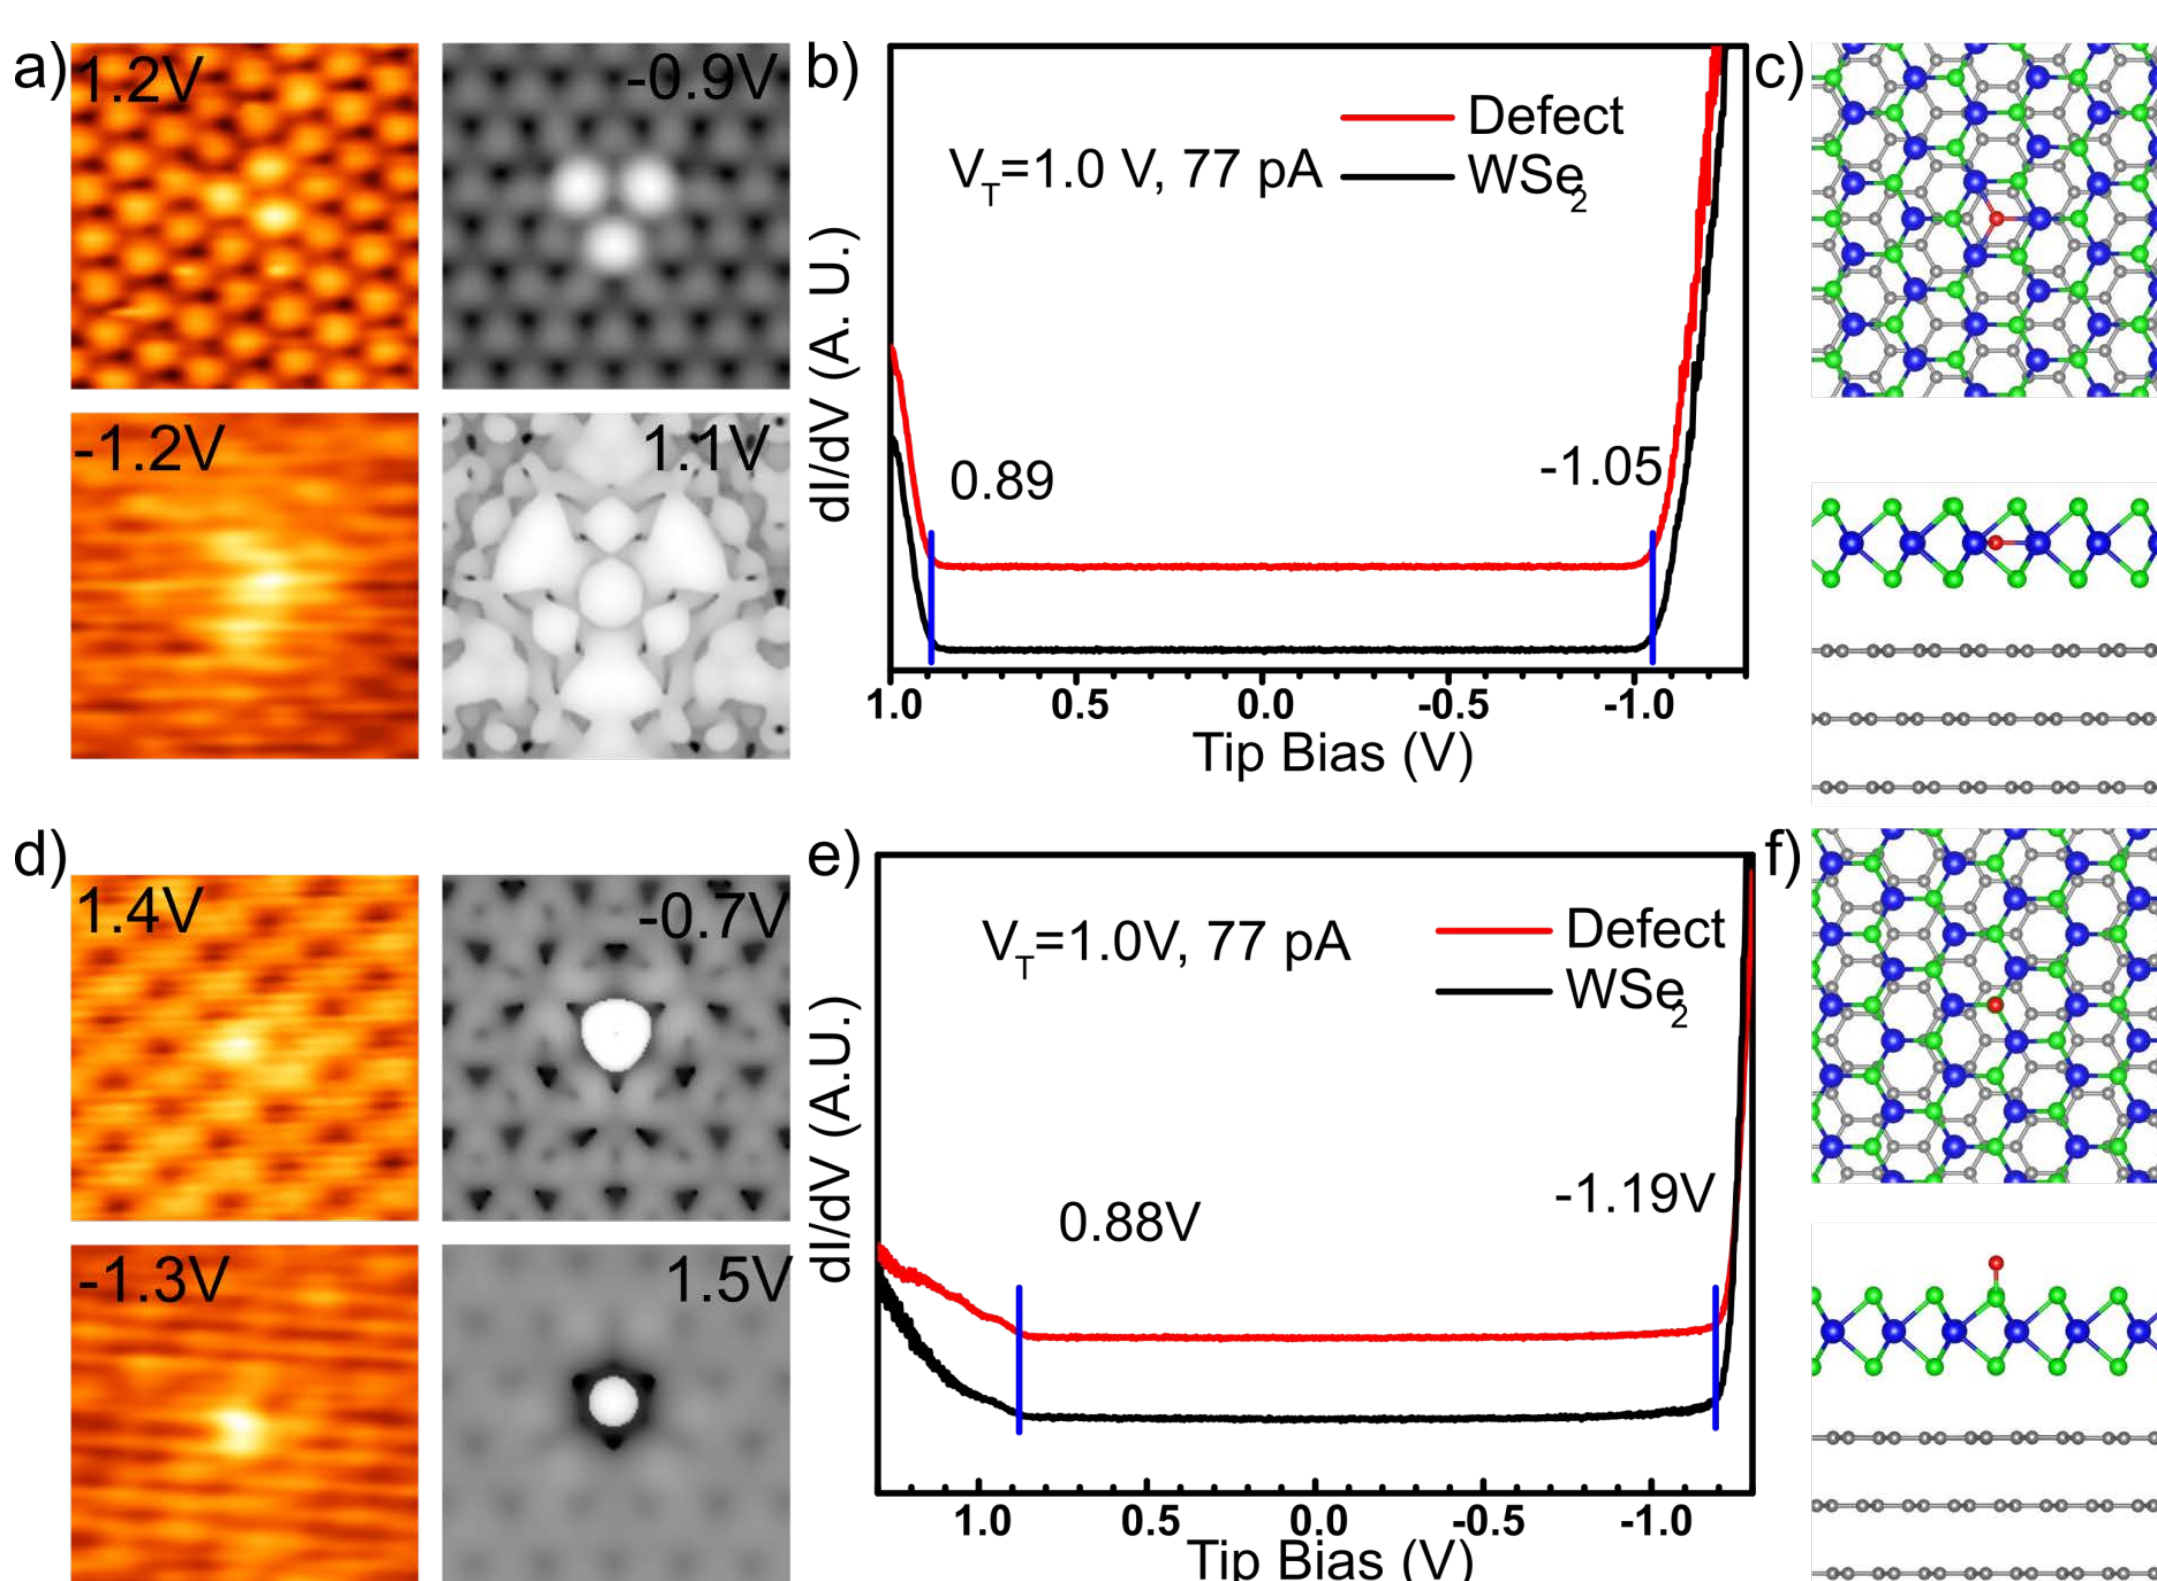 a)
1.2V
-0.9V
-1.2V
1.1V
b)
V_T=1.0 V, 77 pA
Defect
WSe2
0.89
-1.05
dI/dV (A. U.)
1.0 0.5 0.0 -0.5 -1.0
Tip Bias (V)
c)
d)
1.4V
-0.7V
-1.3V
1.5V
e)
V_T=1.0V, 77 pA
Defect
WSe2
0.88V
-1.19V
dI/dV (A.U.)
1.0 0.5 0.0 -0.5 -1.0
Tip Bias (V)
f)